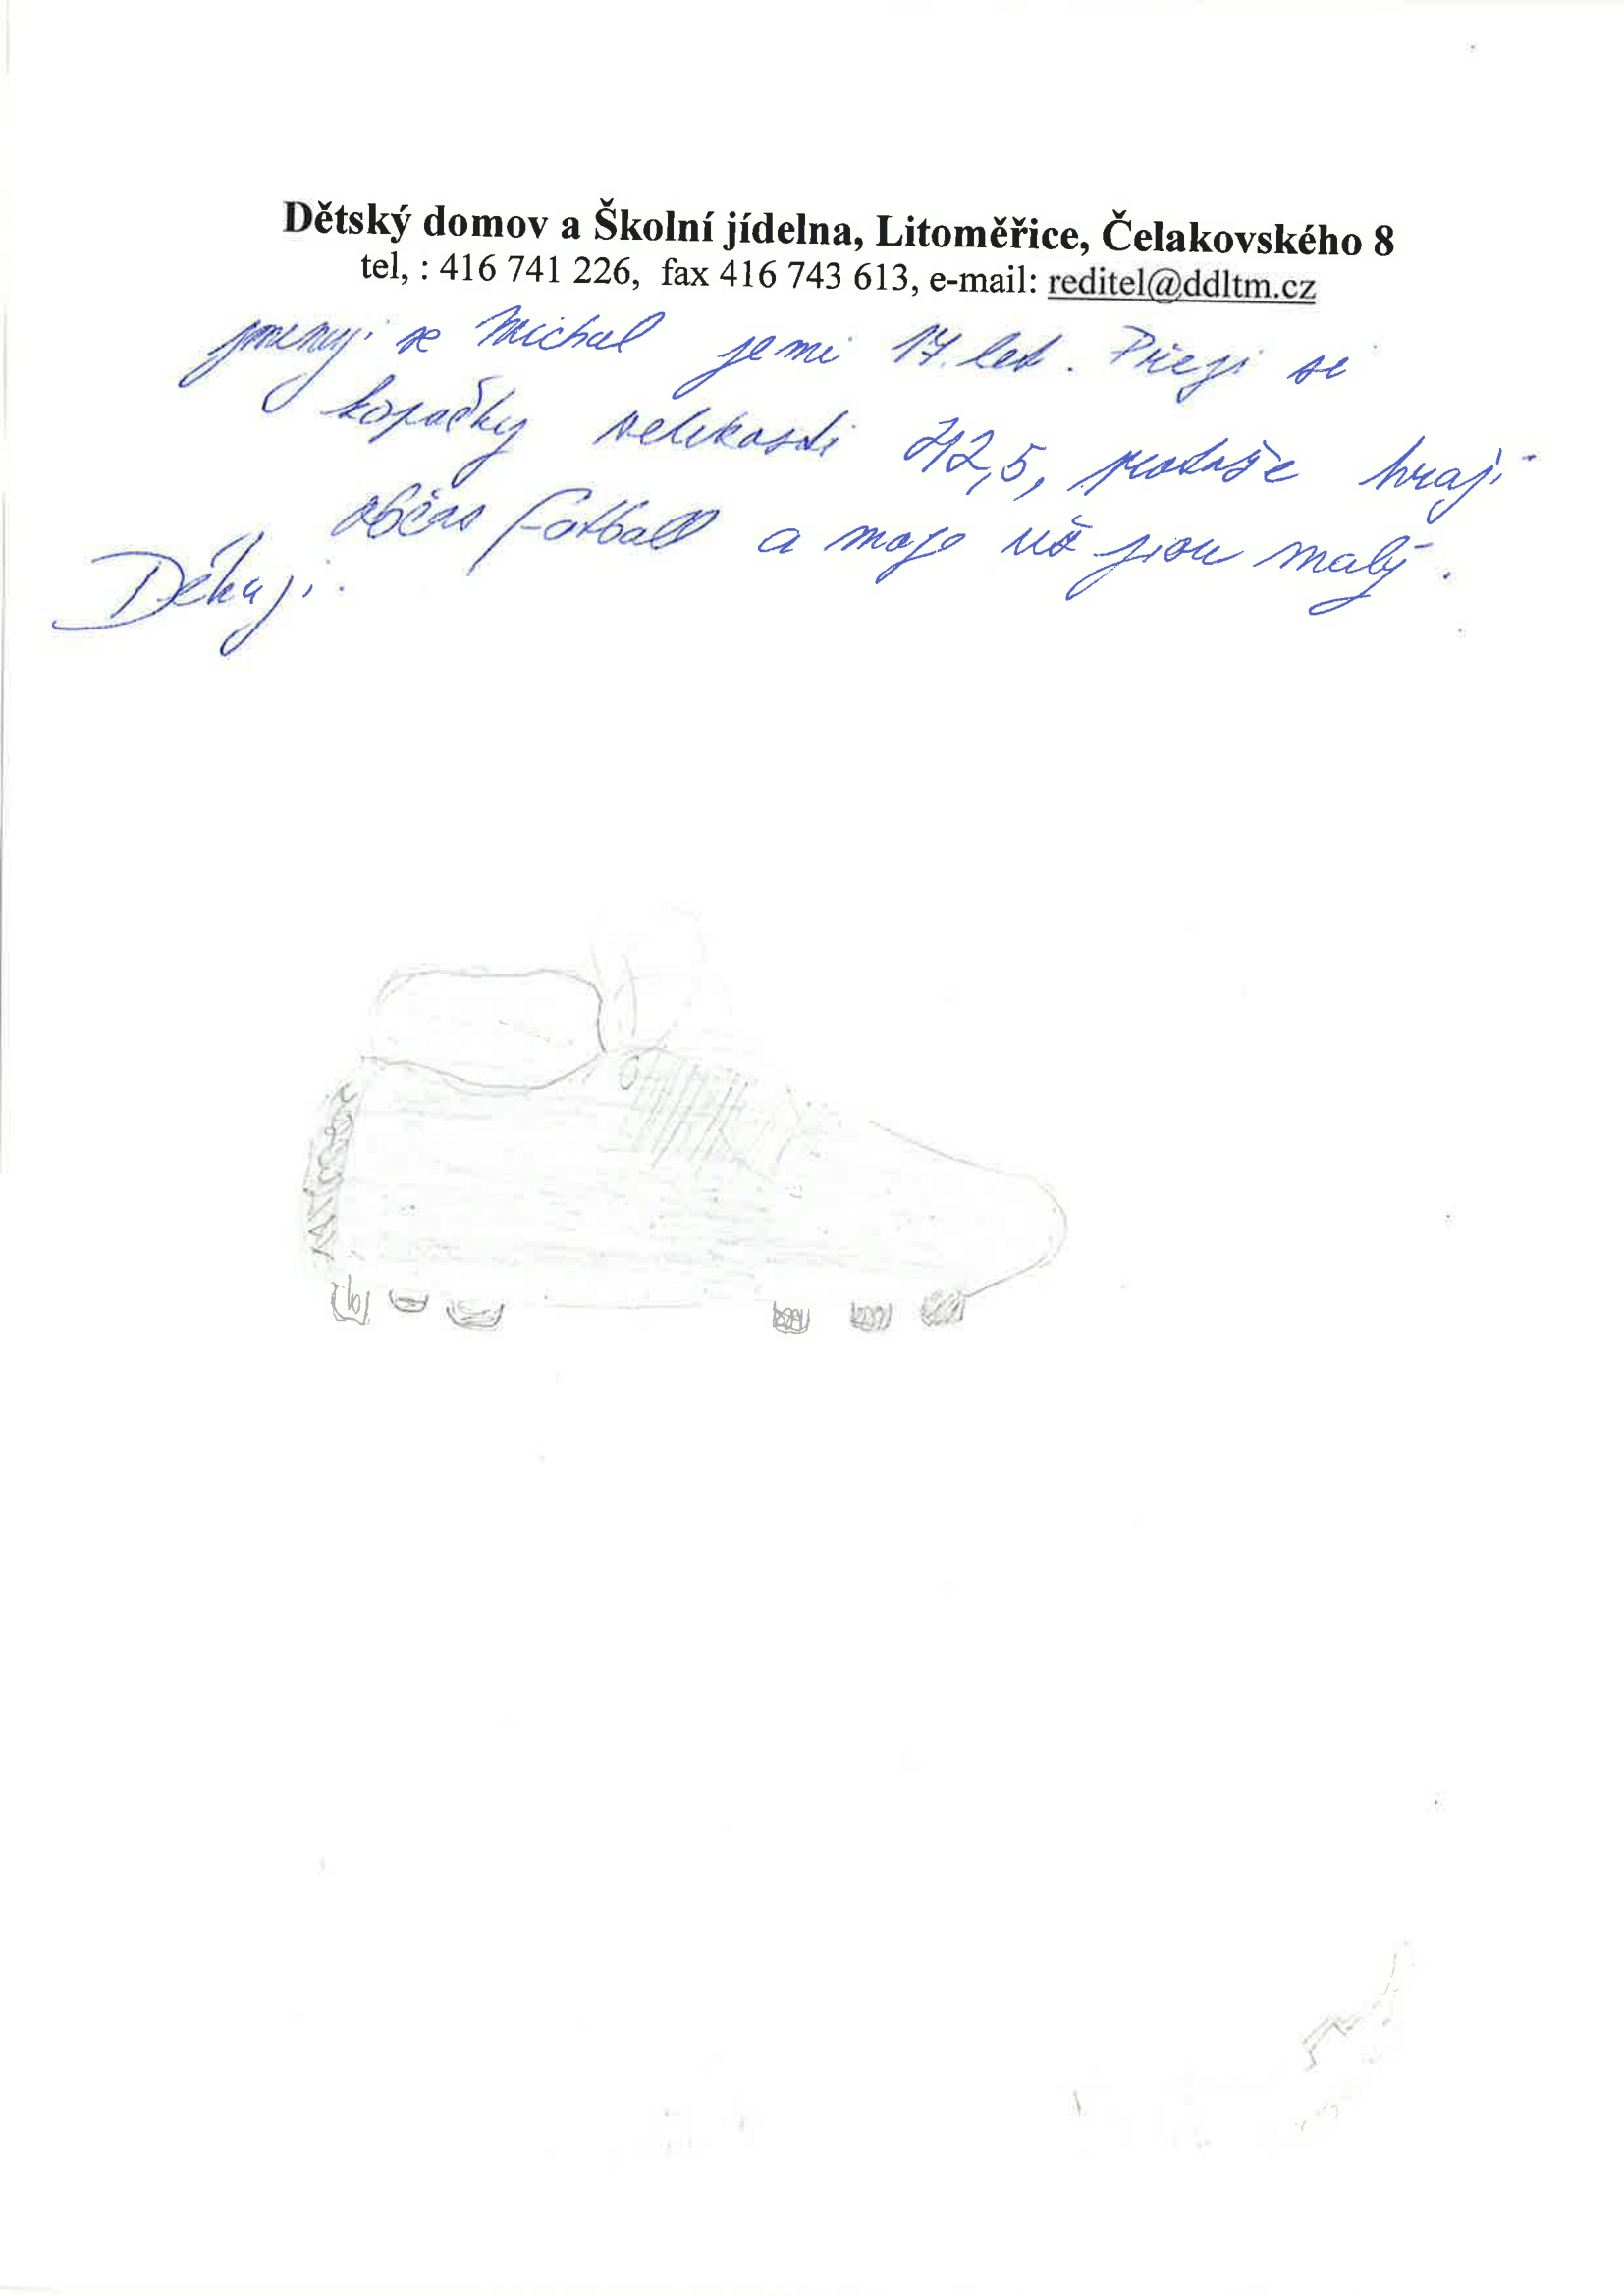 Dětský domov a Školní jídelna, Litoměřice, Čelakovského 8
tel, : 416 741 226, fax 416 743 613, e-mail: reditel@ddltm.cz
jmenuji se Michal je mi 17. let. Přeji si
kopačky velikosti 42,5, protože hraji
občas fotball a moje už jsou malý.
Děkuji.